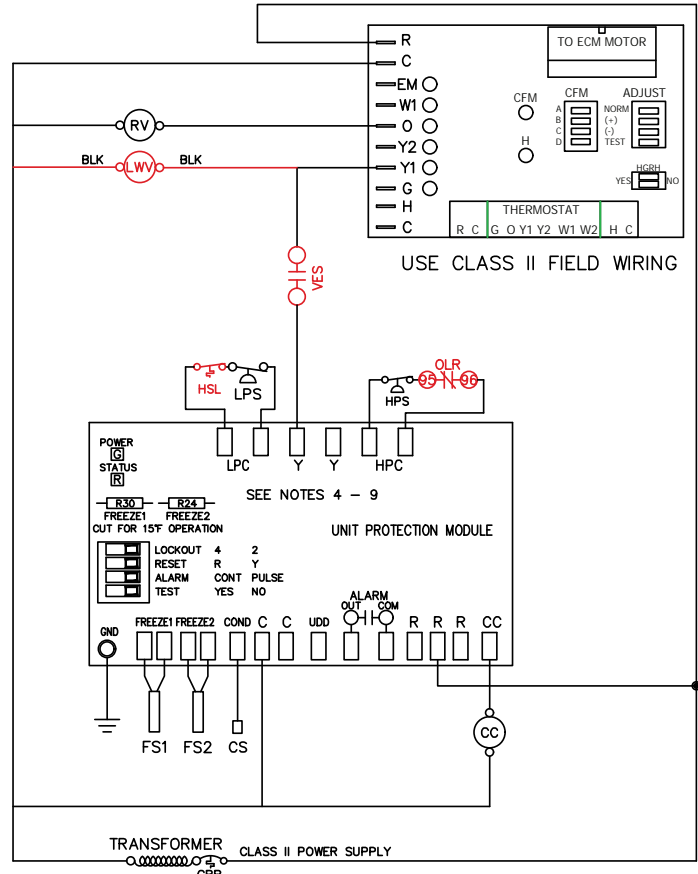 R
C
EM
W1
O
Y2
Y1
G
H
C
TO ECM MOTOR
CFM
H
CFM
A
B
C
D
ADJUST
NORM
(+)
(-)
TEST
HGRH
YES
NO
THERMOSTAT
R C G O Y1 Y2 W1 W2 H C
USE CLASS II FIELD WIRING
RV
BLK
LWV
BLK
VES
HSL
LPS
HPS
OLR
95
96
LPC
Y
Y
HPC
POWER
G
STATUS
R
SEE NOTES 4 - 9
R30
R24
FREEZE1 FREEZE2
CUT FOR 15°F OPERATION
UNIT PROTECTION MODULE
LOCKOUT 4 2
RESET R Y
ALARM CONT PULSE
TEST YES NO
ALARM
OUT
COM
GND
FREEZE1 FREEZE2 COND C C UDD
R R R CC
FS1 FS2 CS
CC
TRANSFORMER
CLASS II POWER SUPPLY